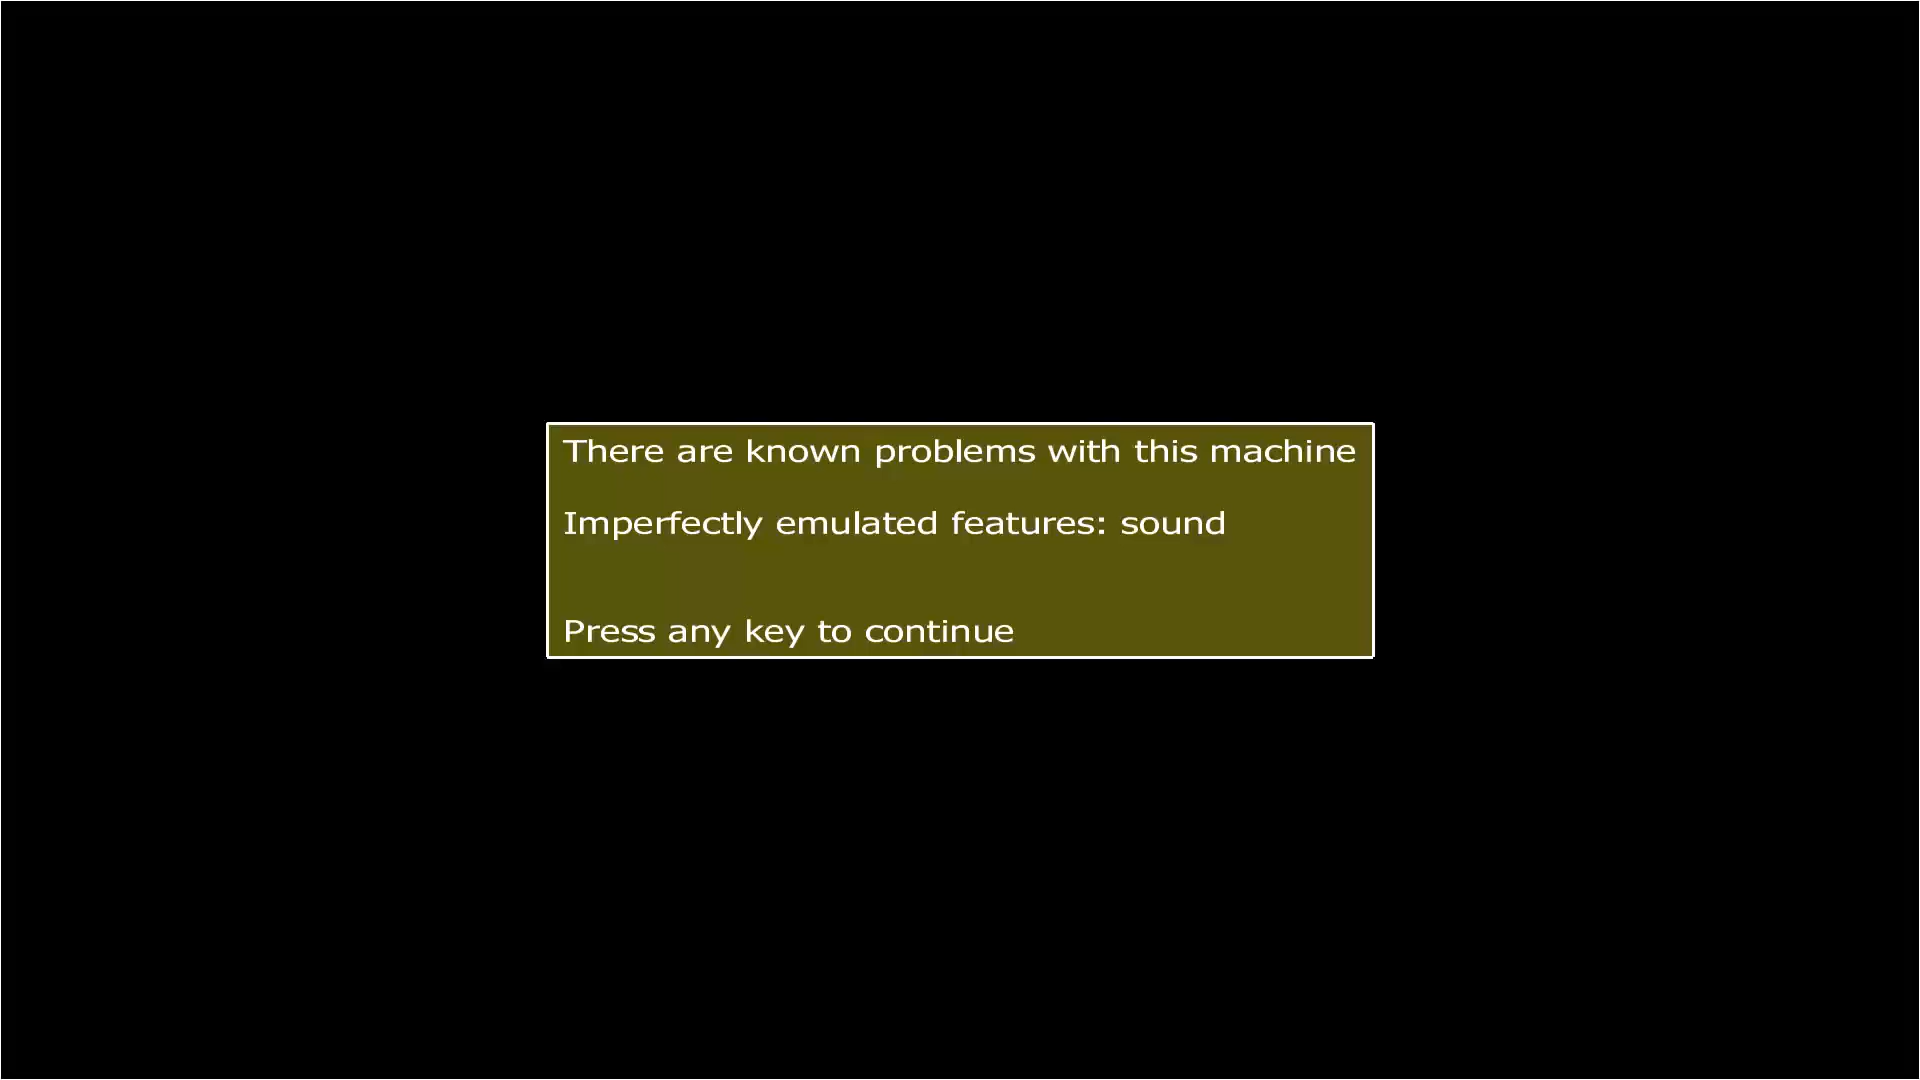 There are known problems with this machine
Imperfectly emulated features: sound
Press any key to continue